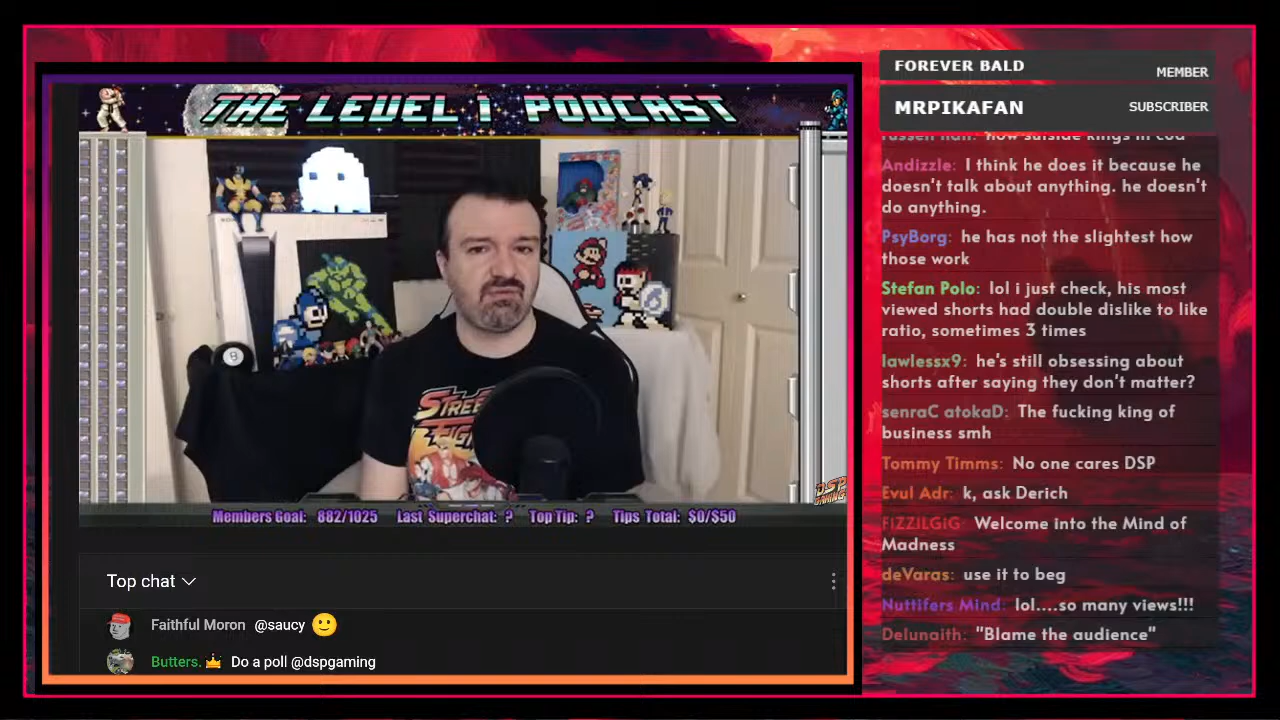 THE LEVEL 1 PODCAST
STREE
FIGH
DSP
GAMING
Members Goal: 882/1025 Last Superchat: ? Top Tip: ? Tips Total: $0/$50
Top chat
Faithful Moron @saucy
Butters. Do a poll @dspgaming
FOREVER BALD MEMBER
MRPIKAFAN SUBSCRIBER
Andizzle: I think he does it because he
doesn't talk about anything. he doesn't
do anything.
PsyBorg: he has not the slightest how
those work
Stefan Polo: lol i just check, his most
viewed shorts had double dislike to like
ratio, sometimes 3 times
lawlessx9: he's still obsessing about
shorts after saying they don't matter?
senraC atokaD: The fucking king of
business smh
Tommy Timms: No one cares DSP
Evul Adr: k, ask Derich
FiZZiLGiG: Welcome into the Mind of
Madness
deVaras: use it to beg
Nuttifers Mind: lol....so many views!!!
Delunaith: "Blame the audience"